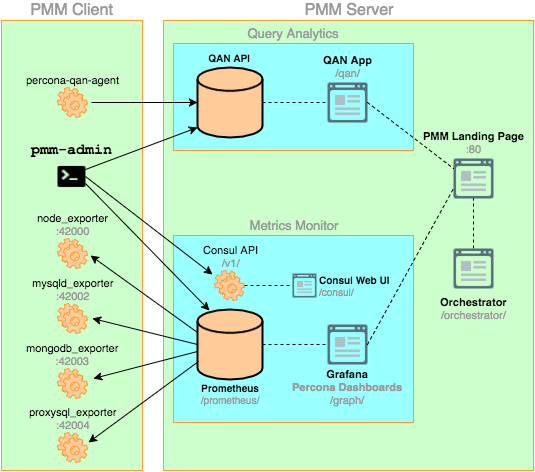 PMM Client
PMM Server
Query Analytics
percona-qan-agent
QAN API
QAN App
/qan/
pmm-admin
PMM Landing Page
:80
node_exporter
:42000
mysqld_exporter
:42002
mongodb_exporter
:42003
proxysql_exporter
:42004
Metrics Monitor
Consul API
/v1/
Consul Web UI
/consul/
Prometheus
/prometheus/
Grafana
Percona Dashboards
/graph/
Orchestrator
/orchestrator/